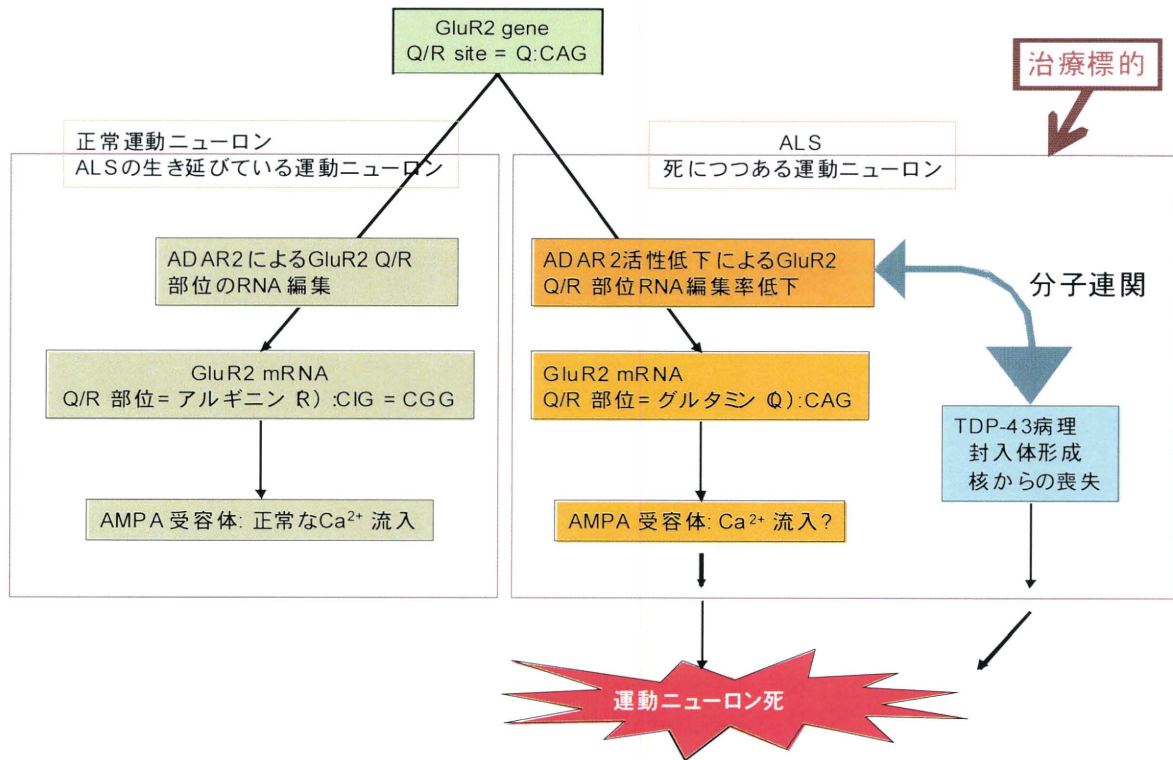 GluR2 gene
Q/R site = Q:CAG
治療標的
正常運動ニューロン
ALSの生き延びている運動ニューロン
ALS
死につつある運動ニューロン
ADAR2によるGluR2 Q/R
部位のRNA編集
ADAR2活性低下によるGluR2
Q/R 部位RNA編集率低下
分子連関
GluR2 mRNA
Q/R 部位= アルギニン (R) :CIG = CGG
GluR2 mRNA
Q/R 部位= グルタミン (Q):CAG
TDP-43病理
封入体形成
核からの喪失
AMPA 受容体: 正常なCa²⁺ 流入
AMPA 受容体: Ca²⁺ 流入?
運動ニューロン死